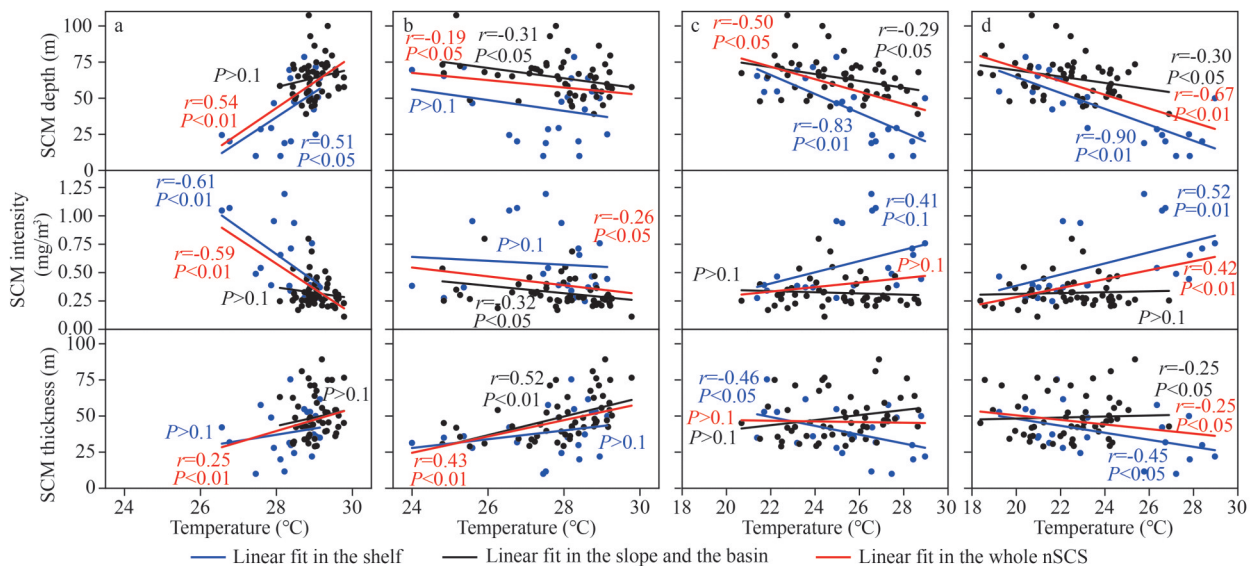 a
b
c
d
SCM depth (m)
100
75
50
25
0
P>0.1
r=0.54
P<0.01
r=0.51
P<0.05
r=-0.19
P<0.05
r=-0.31
P<0.05
P>0.1
r=-0.50
P<0.05
r=-0.29
P<0.05
r=-0.83
P<0.01
r=-0.30
P<0.05
r=-0.67
P<0.01
r=-0.90
P<0.01
SCM intensity
(mg/m³)
1.25
1.00
0.75
0.50
0.25
0.00
r=-0.61
P<0.01
r=-0.59
P<0.01
P>0.1
P>0.1
r=-0.26
P<0.05
r=-0.32
P<0.05
r=0.41
P<0.1
P>0.1
P>0.1
r=0.52
P=0.01
r=0.42
P<0.01
P>0.1
SCM thickness (m)
100
75
50
25
0
P>0.1
P>0.1
r=0.25
P<0.01
r=0.52
P<0.01
P>0.1
r=0.43
P<0.01
r=-0.46
P<0.05
P>0.1
P>0.1
r=-0.25
P<0.05
r=-0.25
P<0.05
r=-0.45
P<0.05
24 26 28 30
24 26 28 30
20 22 24 26 28 30
20 22 24 26 28 30
Temperature (℃) Temperature (℃) Temperature (℃) Temperature (℃)
Linear fit in the shelf Linear fit in the slope and the basin Linear fit in the whole nSCS